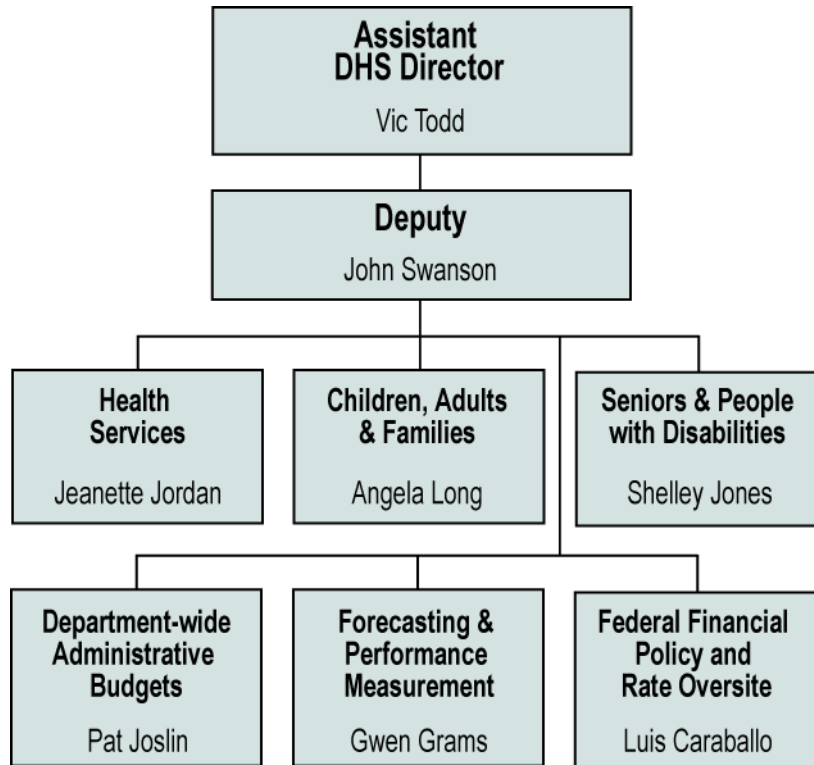 Assistant
DHS Director
Vic Todd
Deputy
John Swanson
Health
Services
Jeanette Jordan
Children, Adults
& Families
Angela Long
Seniors & People
with Disabilities
Shelley Jones
Department-wide
Administrative
Budgets
Pat Joslin
Forecasting &
Performance
Measurement
Gwen Grams
Federal Financial
Policy and
Rate Oversite
Luis Caraballo